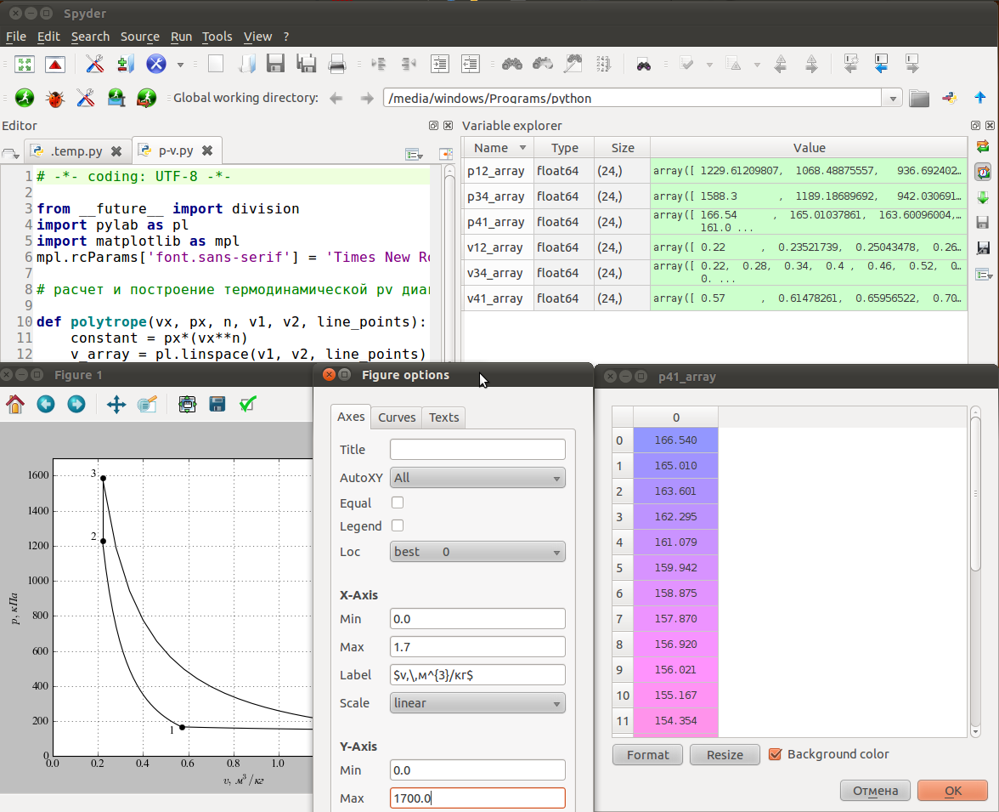 Spyder
File Edit Search Source Run Tools View ?
Global working directory: /media/windows/Programs/python
Editor
.temp.py p-v.py
1 # -*- coding: UTF-8 -*-
2
3 from __future__ import division
4 import pylab as pl
5 import matplotlib as mpl
6 mpl.rcParams['font.sans-serif'] = 'Times New Ro
7
8 # расчет и построение термодинамической pv диаг
9
10 def polytrope(vx, px, n, v1, v2, line_points):
11 constant = px*(vx**n)
12 v_array = pl.linspace(v1, v2, line_points)
Variable explorer
Name Type Size Value
p12_array float64 (24,) array([ 1229.61209807, 1068.48875557, 936.692402...
p34_array float64 (24,) array([ 1588.3 , 1189.18689692, 942.030691...
p41_array float64 (24,) array([ 166.54 , 165.01037861, 163.60096004,...
161.0 ...
v12_array float64 (24,) array([ 0.22 , 0.23521739, 0.25043478, 0.26...
v34_array float64 (24,) array([ 0.22, 0.28, 0.34, 0.4 , 0.46, 0.52, 0...
0. ...
v41_array float64 (24,) array([ 0.57 , 0.61478261, 0.65956522, 0.70...
Figure 1
1600
1400
1200
1000
800
600
400
200
0
p, кПа
3
2
1
0.0 0.2 0.4 0.6 0.8 1.0
v, м³/кг
Figure options
Axes Curves Texts
Title
AutoXY All
Equal
Legend
Loc best 0
X-Axis
Min 0.0
Max 1.7
Label $v,\,м^{3}/кг$
Scale linear
Y-Axis
Min 0.0
Max 1700.0
p41_array
0
0 166.540
1 165.010
2 163.601
3 162.295
4 161.079
5 159.942
6 158.875
7 157.870
8 156.920
9 156.021
10 155.167
11 154.354
Format Resize Background color
Отмена OK